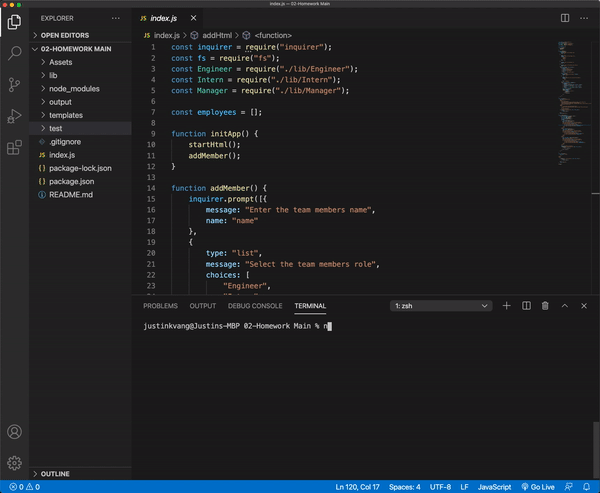 index.js — 02-Homework Main
EXPLORER
OPEN EDITORS
02-HOMEWORK MAIN
Assets
lib
node_modules
output
templates
test
.gitignore
JS index.js
package-lock.json
package.json
README.md
OUTLINE
JS index.js
JS index.js > addHtml > <function>
1 const inquirer = require("inquirer");
2 const fs = require("fs");
3 const Engineer = require("./lib/Engineer");
4 const Intern = require("./lib/Intern");
5 const Manager = require("./lib/Manager");
6
7 const employees = [];
8
9 function initApp() {
10 startHtml();
11 addMember();
12 }
13
14 function addMember() {
15 inquirer.prompt([{
16 message: "Enter the team members name",
17 name: "name"
18 },
19 {
20 type: "list",
21 message: "Select the team members role",
22 choices: [
23 "Engineer",
PROBLEMS OUTPUT DEBUG CONSOLE TERMINAL 1: zsh
justinkvang@Justins-MBP 02-Homework Main % n
0 0 Ln 120, Col 17 Spaces: 4 UTF-8 LF JavaScript Go Live